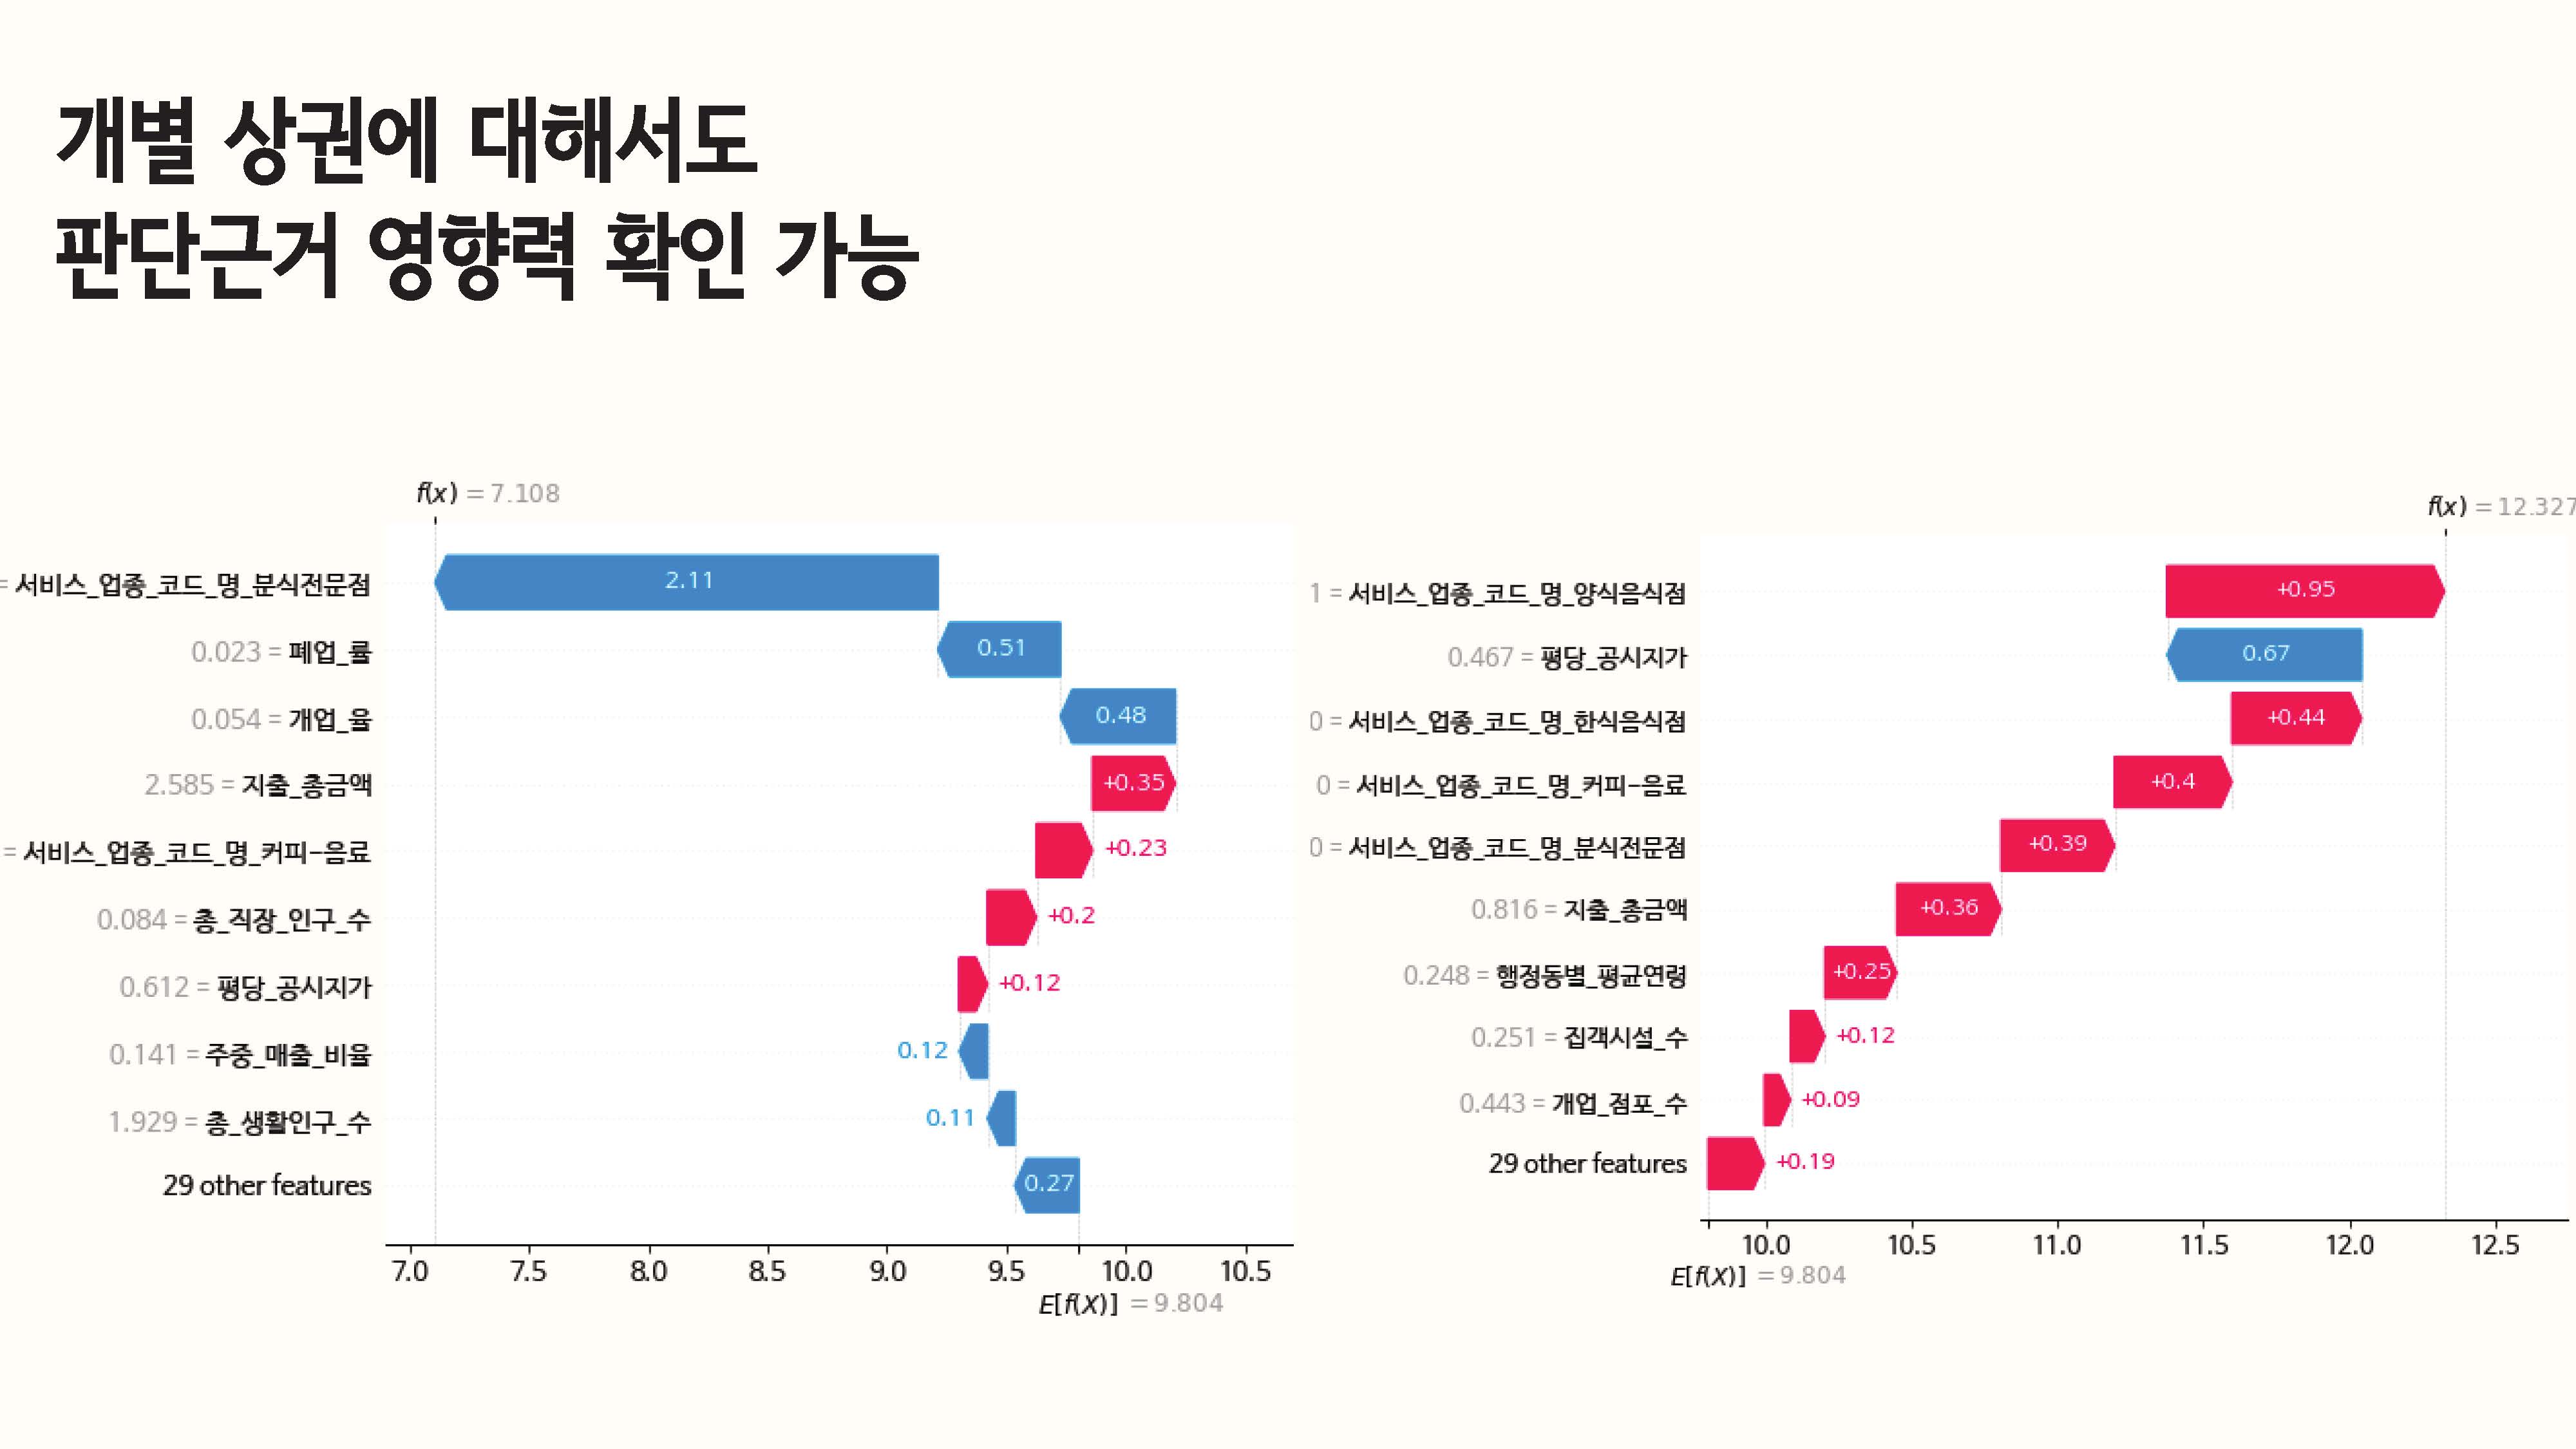 개별 상권에 대해서도
판단근거 영향력 확인 가능
f(x) = 7.108
= 서비스_업종_코드_명_분식전문점
2.11
0.023 = 폐업_률
0.51
0.054 = 개업_율
0.48
2.585 = 지출_총금액
+0.35
= 서비스_업종_코드_명_커피-음료
+0.23
0.084 = 총_직장_인구_수
+0.2
0.612 = 평당_공시지가
+0.12
0.141 = 주중_매출_비율
0.12
1.929 = 총_생활인구_수
0.11
29 other features
0.27
7.0 7.5 8.0 8.5 9.0 9.5 10.0 10.5
E[f(X)] = 9.804
f(x) = 12.327
1 = 서비스_업종_코드_명_양식음식점
+0.95
0.467 = 평당_공시지가
0.67
0 = 서비스_업종_코드_명_한식음식점
+0.44
0 = 서비스_업종_코드_명_커피-음료
+0.4
0 = 서비스_업종_코드_명_분식전문점
+0.39
0.816 = 지출_총금액
+0.36
0.248 = 행정동별_평균연령
+0.25
0.251 = 집객시설_수
+0.12
0.443 = 개업_점포_수
+0.09
29 other features
+0.19
10.0 10.5 11.0 11.5 12.0 12.5
E[f(X)] = 9.804